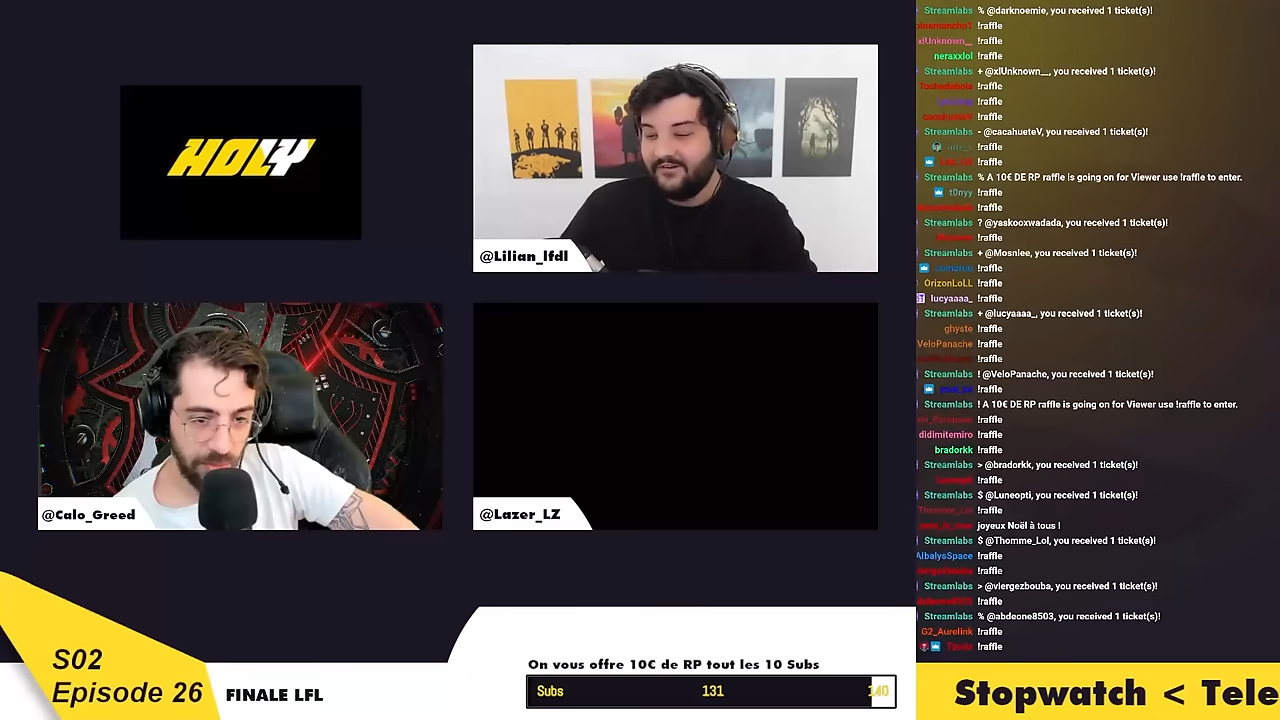 HOLY
@Lilian_lfdl
@Calo_Greed
@Lazer_LZ
S02
Episode 26
FINALE LFL
On vous offre 10€ de RP tout les 10 Subs
Subs 131 140
Streamlabs % @darknoemie, you received 1 ticket(s)!
!raffle
xlUnknown__ !raffle
neraxxlol !raffle
Streamlabs + @xlUnknown__, you received 1 ticket(s)!
!raffle
!raffle
cacahueteV !raffle
Streamlabs - @cacahueteV, you received 1 ticket(s)!
!raffle
!raffle
Streamlabs % A 10€ DE RP raffle is going on for Viewer use !raffle to enter.
t0nyy !raffle
!raffle
Streamlabs ? @yaskooxwadada, you received 1 ticket(s)!
!raffle
Streamlabs + @Mosniee, you received 1 ticket(s)!
!raffle
OrizonLoLL !raffle
lucyaaaa_ !raffle
Streamlabs + @lucyaaaa_, you received 1 ticket(s)!
ghyste !raffle
VeloPanache !raffle
!raffle
Streamlabs ! @VeloPanache, you received 1 ticket(s)!
!raffle
Streamlabs ! A 10€ DE RP raffle is going on for Viewer use !raffle to enter.
!raffle
didimitemiro !raffle
bradorkk !raffle
Streamlabs > @bradorkk, you received 1 ticket(s)!
Luneopti !raffle
Streamlabs $ @Luneopti, you received 1 ticket(s)!
Thomme_Lol !raffle
joyeux Noël à tous !
Streamlabs $ @Thomme_Lol, you received 1 ticket(s)!
AlbalysSpace !raffle
viergezbouba !raffle
Streamlabs > @viergezbouba, you received 1 ticket(s)!
abdeone8503 !raffle
Streamlabs % @abdeone8503, you received 1 ticket(s)!
G2_Aurelink !raffle
!raffle
Stopwatch < Tele